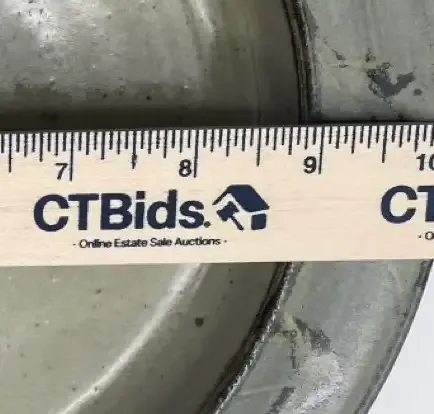 7 8 9 10
CTBids. CT
- Online Estate Sale Auctions - - O